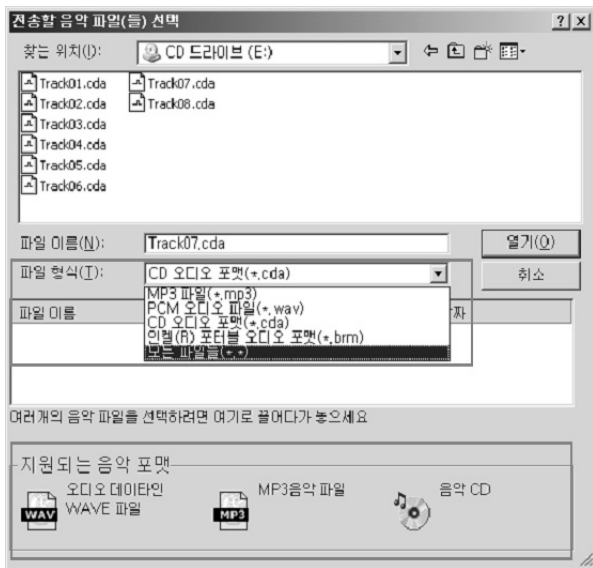 전송할 음악 파일(들) 선택
찾는 위치(I): CD 드라이브 (E:)
Track01.cda Track07.cda
Track02.cda Track08.cda
Track03.cda
Track04.cda
Track05.cda
Track06.cda
파일 이름(N): Track07.cda 열기(O)
파일 형식(T): CD 오디오 포맷(*.cda) 취소
MP3 파일(*.mp3)
PCM 오디오 파일(*.wav)
파일 이름 CD 오디오 포맷(*.cda) 짜
인켈(R) 포터블 오디오 포맷(*.brm)
모든 파일들(*.*)
여러개의 음악 파일을 선택하려면 여기로 끌어다가 놓으세요
지원되는 음악 포맷
WAV 오디오 데이타인 WAVE 파일
MP3 MP3음악 파일
음악 CD